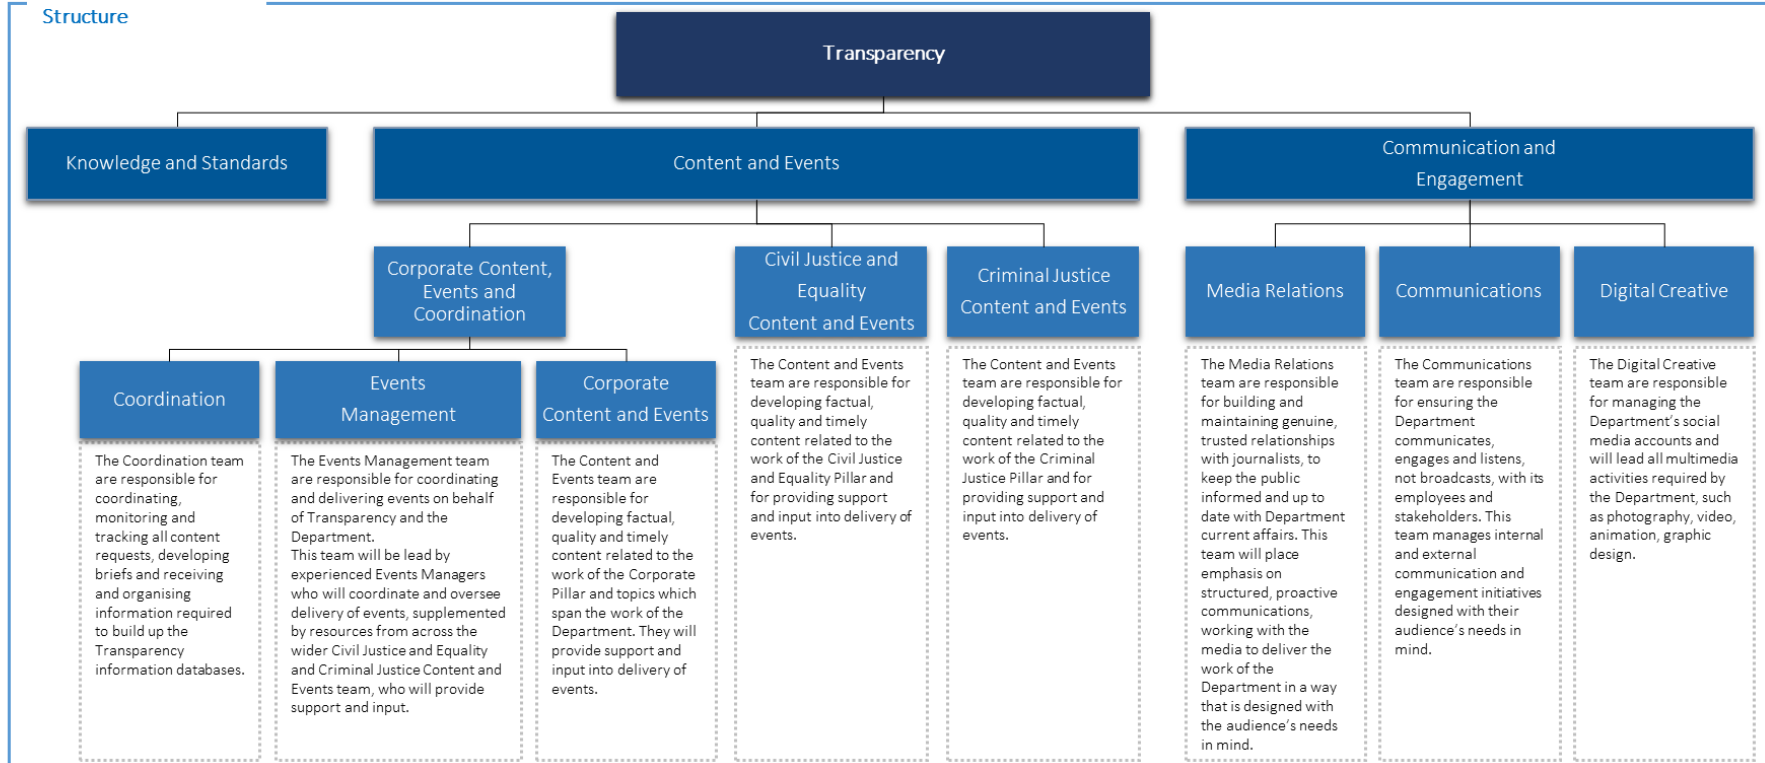 Structure
Transparency
Knowledge and Standards
Content and Events
Communication and
Engagement
Corporate Content,
Events and
Coordination
Civil Justice and
Equality
Content and Events
Criminal Justice
Content and Events
Media Relations
Communications
Digital Creative
Coordination
Events
Management
Corporate
Content and Events
The Coordination team
are responsible for
coordinating,
monitoring and
tracking all content
requests, developing
briefs and receiving
and organising
information required
to build up the
Transparency
information databases.
The Events Management team
are responsible for coordinating
and delivering events on behalf
of Transparency and the
Department.
This team will be lead by
experienced Events Managers
who will coordinate and oversee
delivery of events, supplemented
by resources from across the
wider Civil Justice and Equality
and Criminal Justice Content and
Events team, who will provide
support and input.
The Content and
Events team are
responsible for
developing factual,
quality and timely
content related to the
work of the Corporate
Pillar and topics which
span the work of the
Department. They will
provide support and
input into delivery of
events.
The Content and Events
team are responsible for
developing factual,
quality and timely
content related to the
work of the Civil Justice
and Equality Pillar and
for providing support
and input into delivery of
events.
The Content and Events
team are responsible for
developing factual,
quality and timely
content related to the
work of the Criminal
Justice Pillar and for
providing support and
input into delivery of
events.
The Media Relations
team are responsible
for building and
maintaining genuine,
trusted relationships
with journalists, to
keep the public
informed and up to
date with Department
current affairs. This
team will place
emphasis on
structured, proactive
communications,
working with the
media to deliver the
work of the
Department in a way
that is designed with
the audience’s needs
in mind.
The Communications
team are responsible
for ensuring the
Department
communicates,
engages and listens,
not broadcasts, with its
employees and
stakeholders. This
team manages internal
and external
communication and
engagement initiatives
designed with their
audience’s needs in
mind.
The Digital Creative
team are responsible
for managing the
Department’s social
media accounts and
will lead all multimedia
activities required by
the Department, such
as photography, video,
animation, graphic
design.